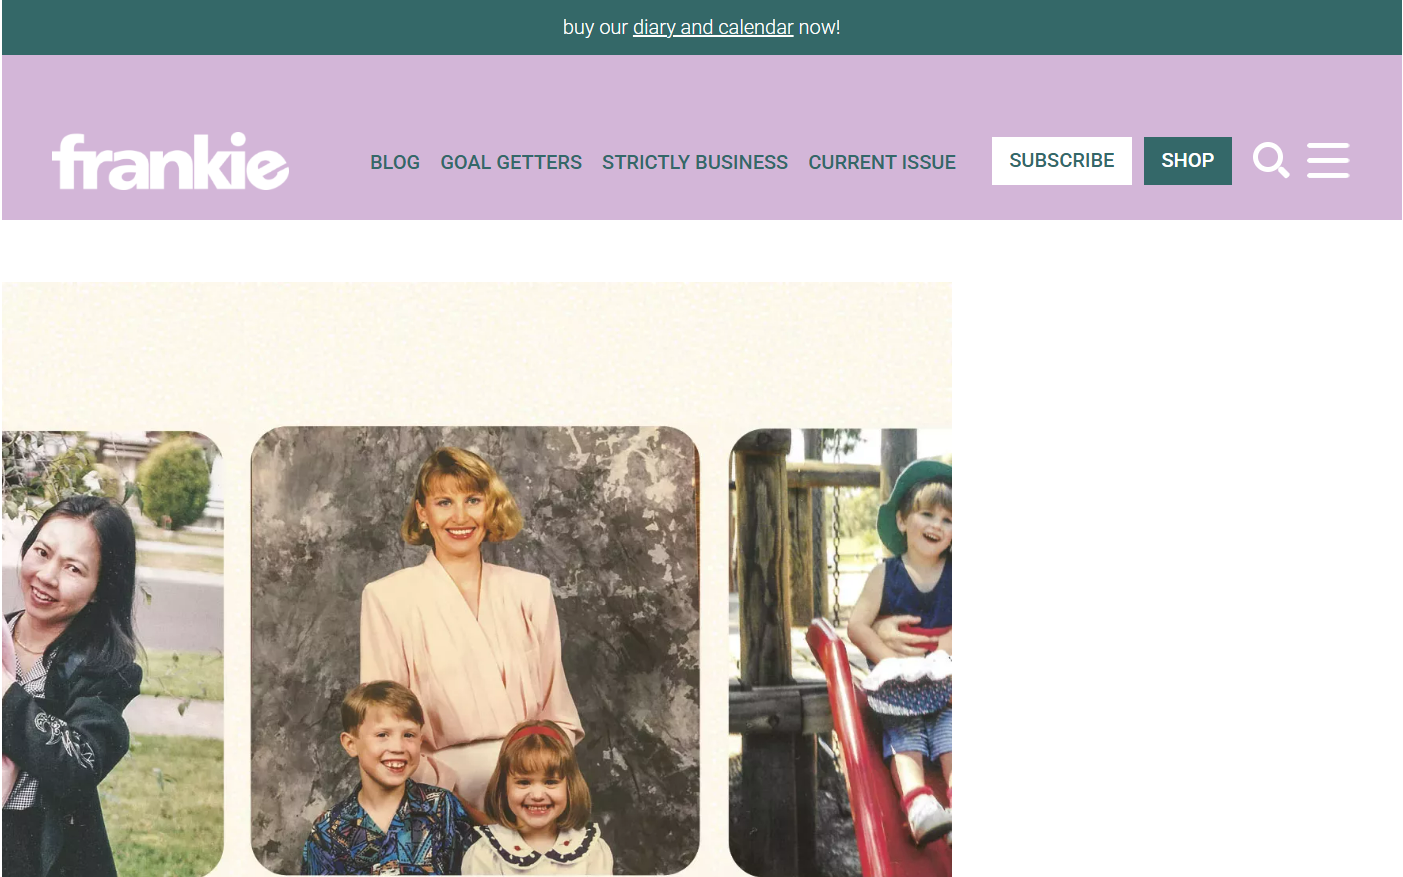 buy our diary and calendar now!
frankie
BLOG GOAL GETTERS STRICTLY BUSINESS CURRENT ISSUE SUBSCRIBE SHOP